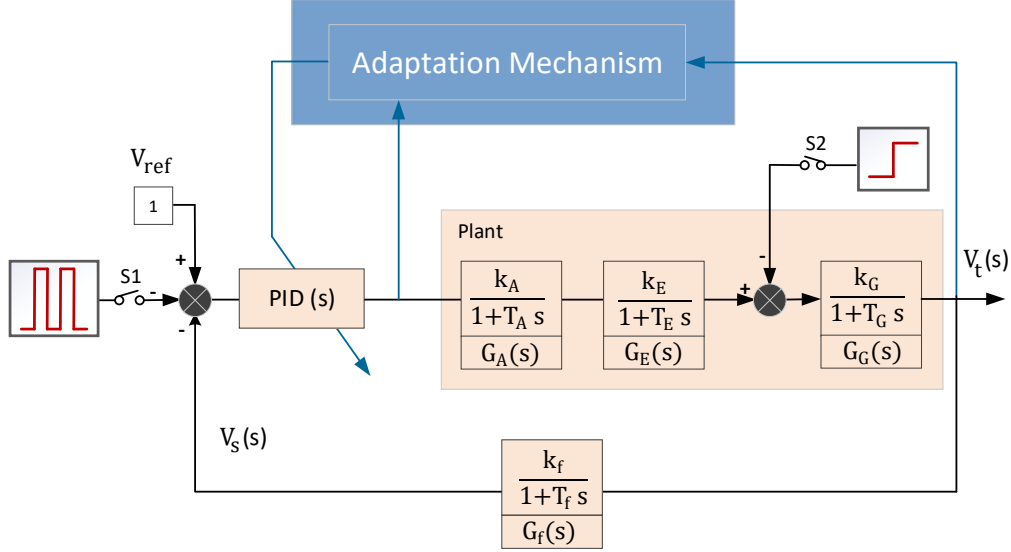 Adaptation Mechanism
S2
V_ref
1
Plant
V_t(s)
S1
+
-
-
PID (s)
k_A
1+T_A s
G_A(s)
k_E
1+T_E s
G_E(s)
+
-
k_G
1+T_G s
G_G(s)
V_s(s)
k_f
1+T_f s
G_f(s)